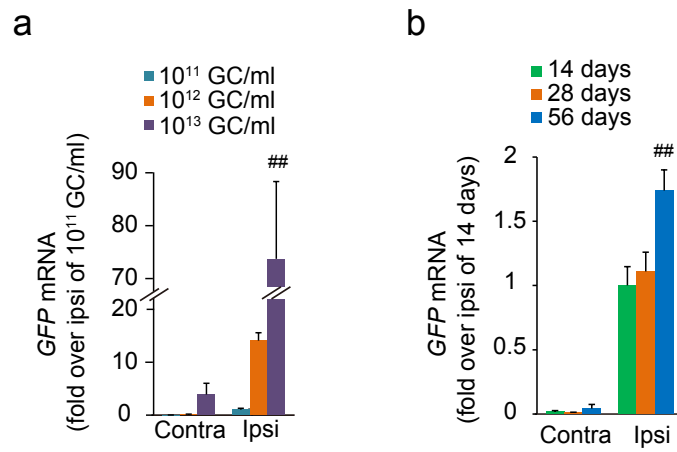 a
10¹¹ GC/ml
10¹² GC/ml
10¹³ GC/ml
GFP mRNA
(fold over ipsi of 10¹¹ GC/ml)
90
80
70
20
10
0
##
Contra
Ipsi
b
14 days
28 days
56 days
GFP mRNA
(fold over ipsi of 14 days)
2
1.5
1
0.5
0
##
Contra
Ipsi